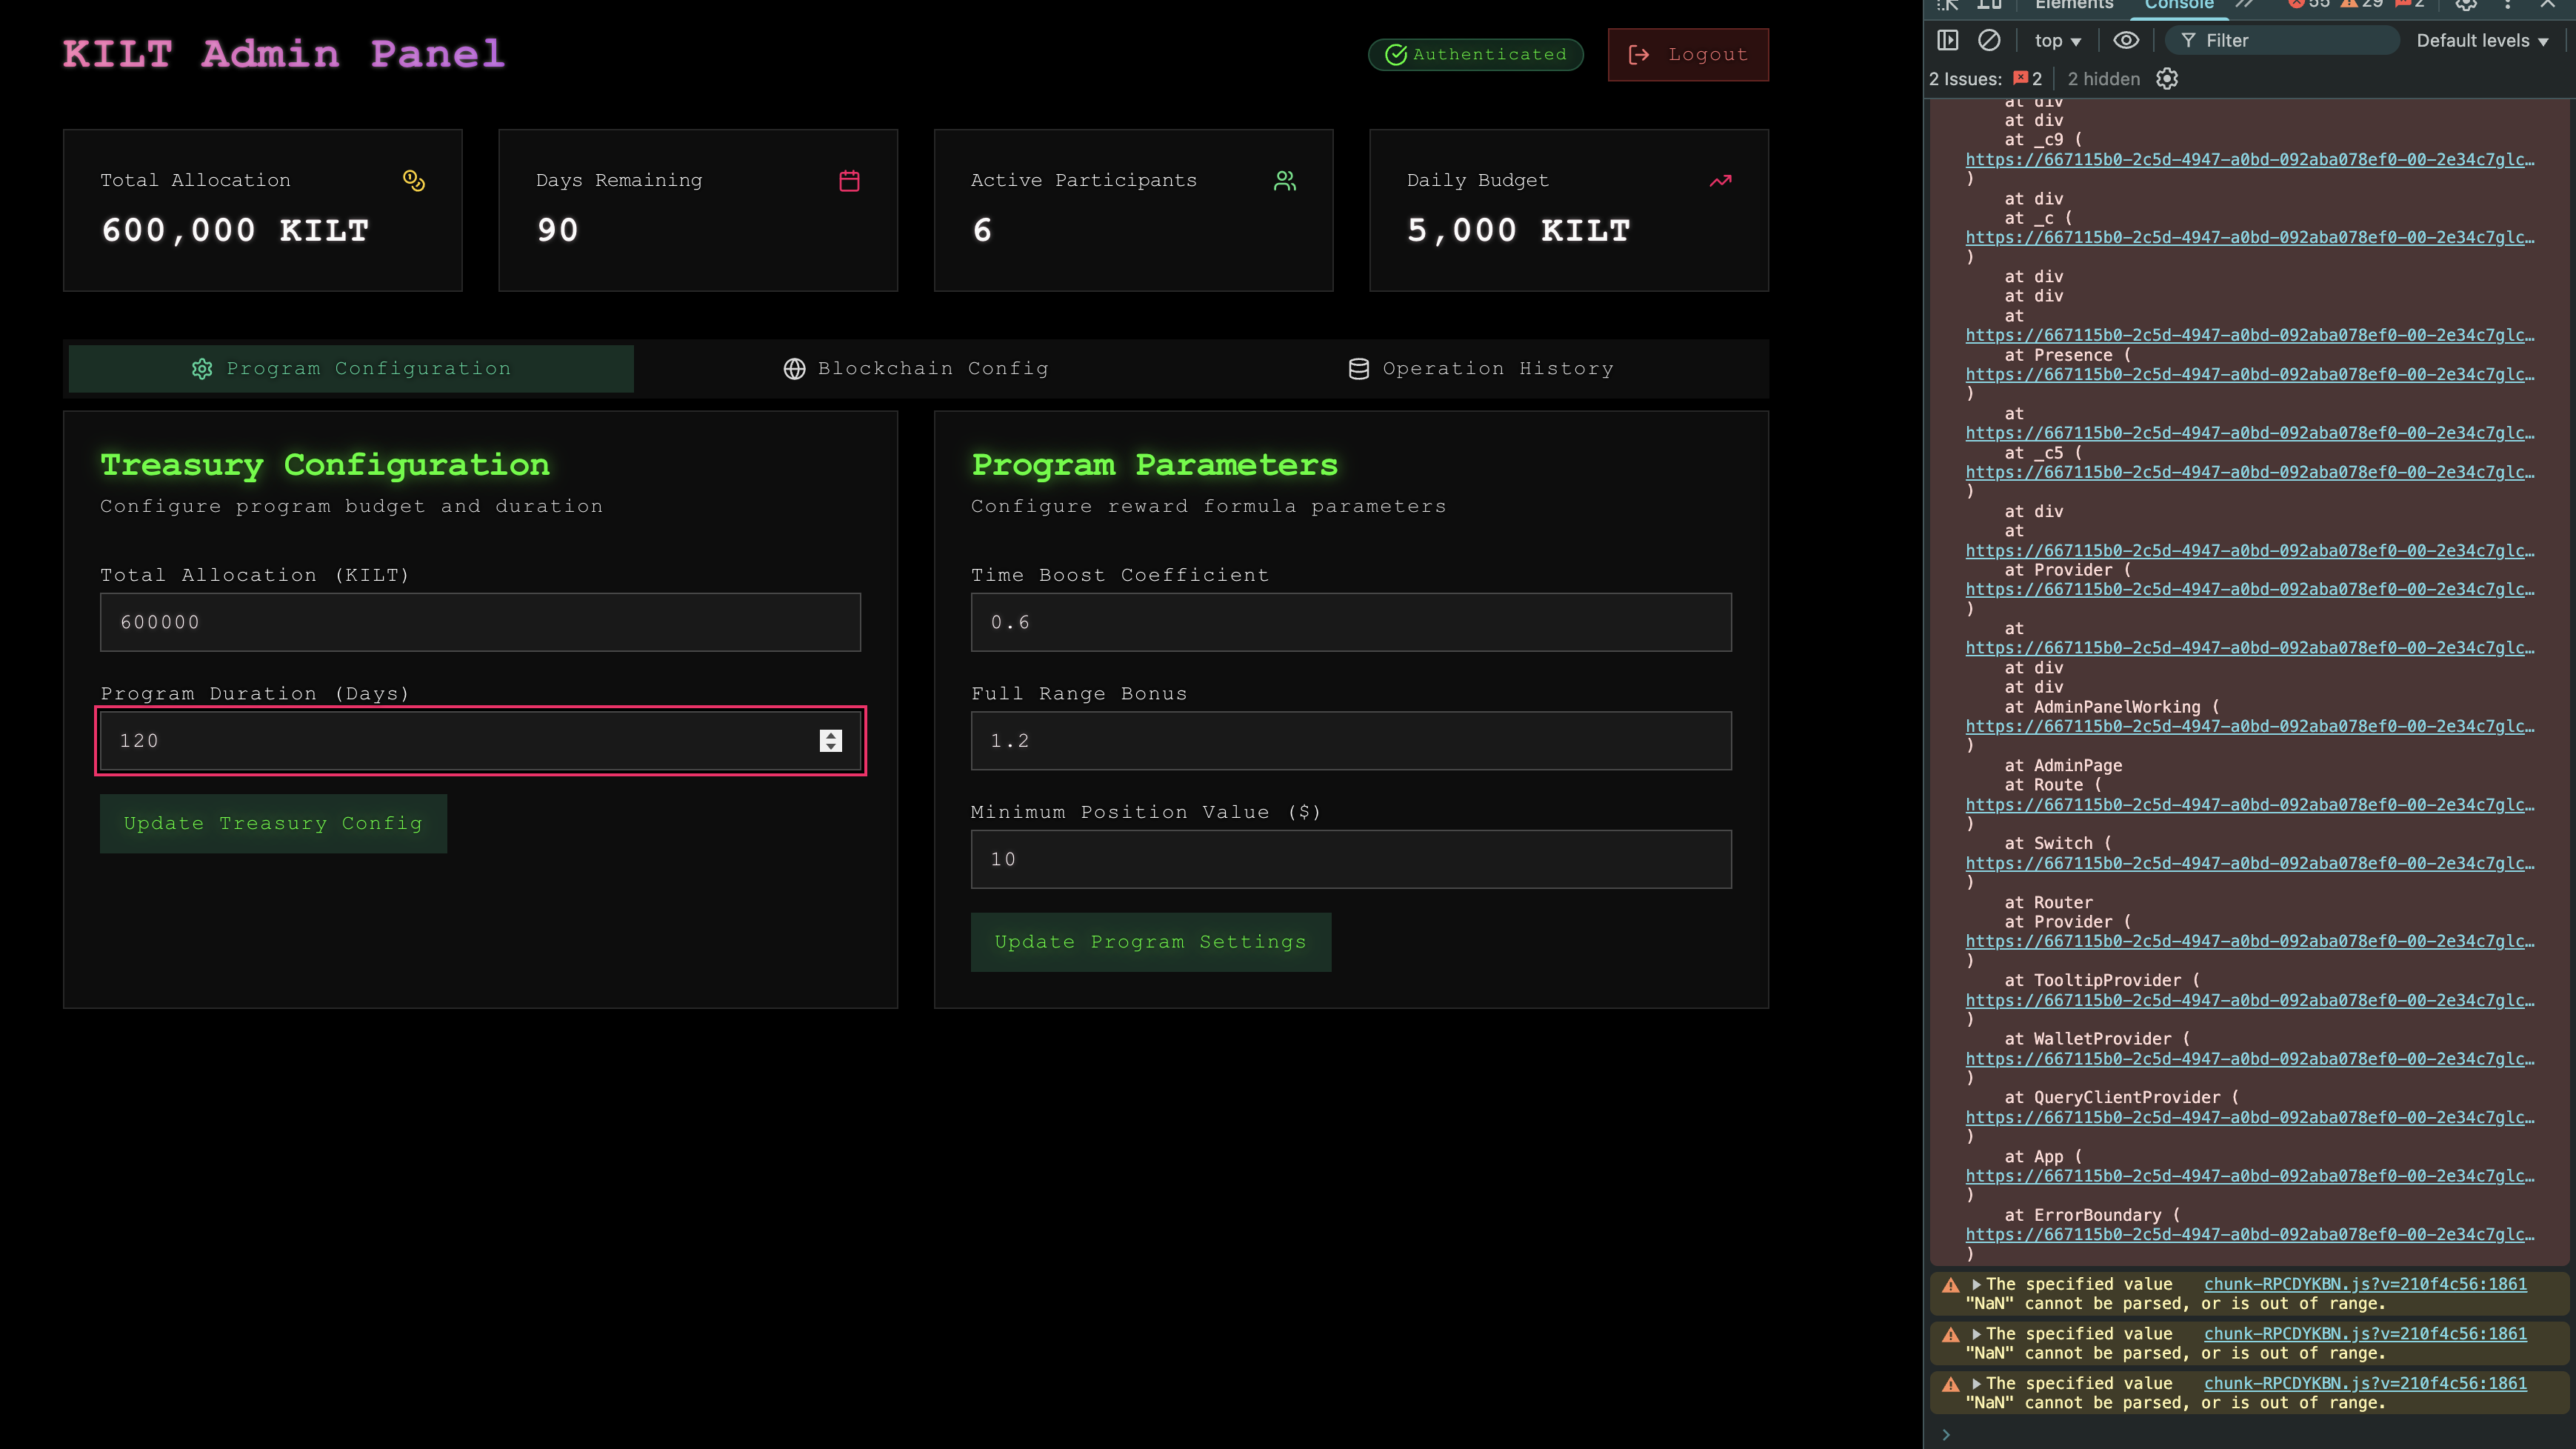 KILT Admin Panel
Authenticated
Logout
Total Allocation
600,000 KILT
Days Remaining
90
Active Participants
6
Daily Budget
5,000 KILT
Program Configuration
Blockchain Config
Operation History
Treasury Configuration
Configure program budget and duration
Total Allocation (KILT)
600000
Program Duration (Days)
120
Update Treasury Config
Program Parameters
Configure reward formula parameters
Time Boost Coefficient
0.6
Full Range Bonus
1.2
Minimum Position Value ($)
10
Update Program Settings
Elements Console 55 29 2
top Filter Default levels
2 Issues: 2 2 hidden
at div
at div
at _c9 (
https://667115b0-2c5d-4947-a0bd-092aba078ef0-00-2e34c7glc…
)
at div
at _c (
https://667115b0-2c5d-4947-a0bd-092aba078ef0-00-2e34c7glc…
)
at div
at div
at
https://667115b0-2c5d-4947-a0bd-092aba078ef0-00-2e34c7glc…
at Presence (
https://667115b0-2c5d-4947-a0bd-092aba078ef0-00-2e34c7glc…
)
at
https://667115b0-2c5d-4947-a0bd-092aba078ef0-00-2e34c7glc…
at _c5 (
https://667115b0-2c5d-4947-a0bd-092aba078ef0-00-2e34c7glc…
)
at div
at
https://667115b0-2c5d-4947-a0bd-092aba078ef0-00-2e34c7glc…
at Provider (
https://667115b0-2c5d-4947-a0bd-092aba078ef0-00-2e34c7glc…
)
at
https://667115b0-2c5d-4947-a0bd-092aba078ef0-00-2e34c7glc…
at div
at div
at AdminPanelWorking (
https://667115b0-2c5d-4947-a0bd-092aba078ef0-00-2e34c7glc…
)
at AdminPage
at Route (
https://667115b0-2c5d-4947-a0bd-092aba078ef0-00-2e34c7glc…
)
at Switch (
https://667115b0-2c5d-4947-a0bd-092aba078ef0-00-2e34c7glc…
)
at Router
at Provider (
https://667115b0-2c5d-4947-a0bd-092aba078ef0-00-2e34c7glc…
)
at TooltipProvider (
https://667115b0-2c5d-4947-a0bd-092aba078ef0-00-2e34c7glc…
)
at WalletProvider (
https://667115b0-2c5d-4947-a0bd-092aba078ef0-00-2e34c7glc…
)
at QueryClientProvider (
https://667115b0-2c5d-4947-a0bd-092aba078ef0-00-2e34c7glc…
)
at App (
https://667115b0-2c5d-4947-a0bd-092aba078ef0-00-2e34c7glc…
)
at ErrorBoundary (
https://667115b0-2c5d-4947-a0bd-092aba078ef0-00-2e34c7glc…
)
The specified value chunk-RPCDYKBN.js?v=210f4c56:1861
"NaN" cannot be parsed, or is out of range.
The specified value chunk-RPCDYKBN.js?v=210f4c56:1861
"NaN" cannot be parsed, or is out of range.
The specified value chunk-RPCDYKBN.js?v=210f4c56:1861
"NaN" cannot be parsed, or is out of range.